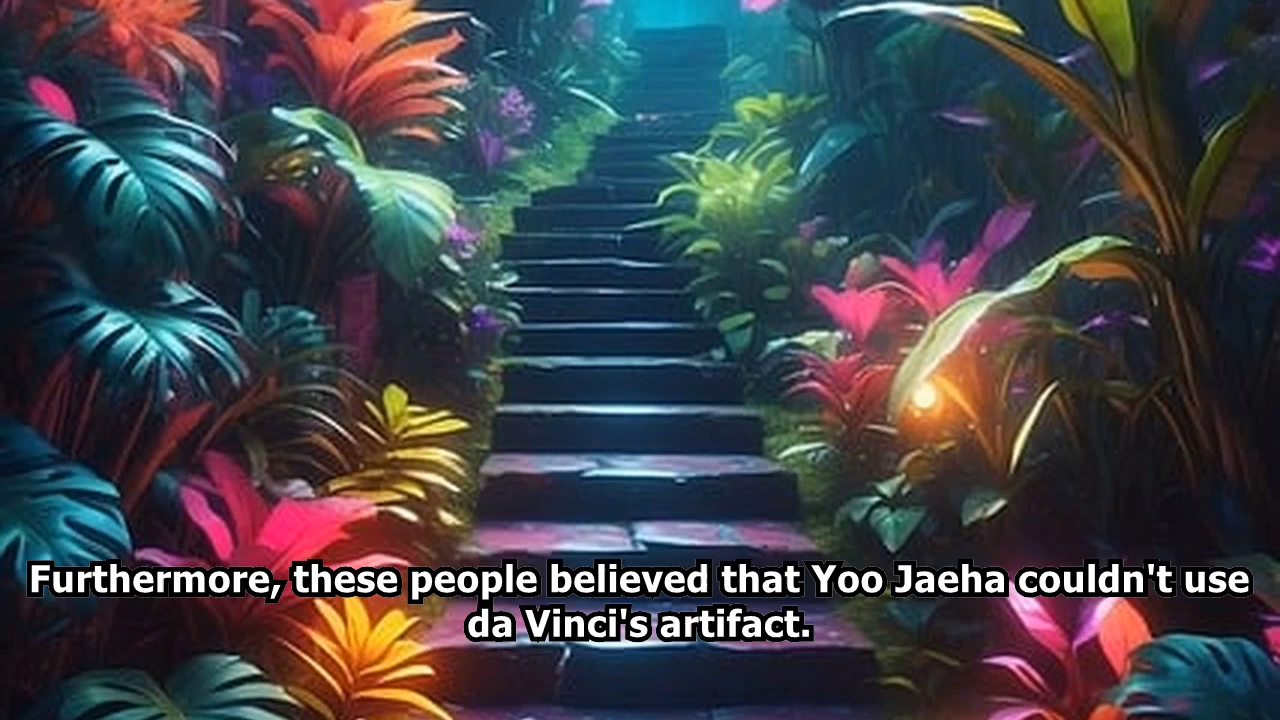 Furthermore, these people believed that Yoo Jaeha couldn't use
da Vinci's artifact.